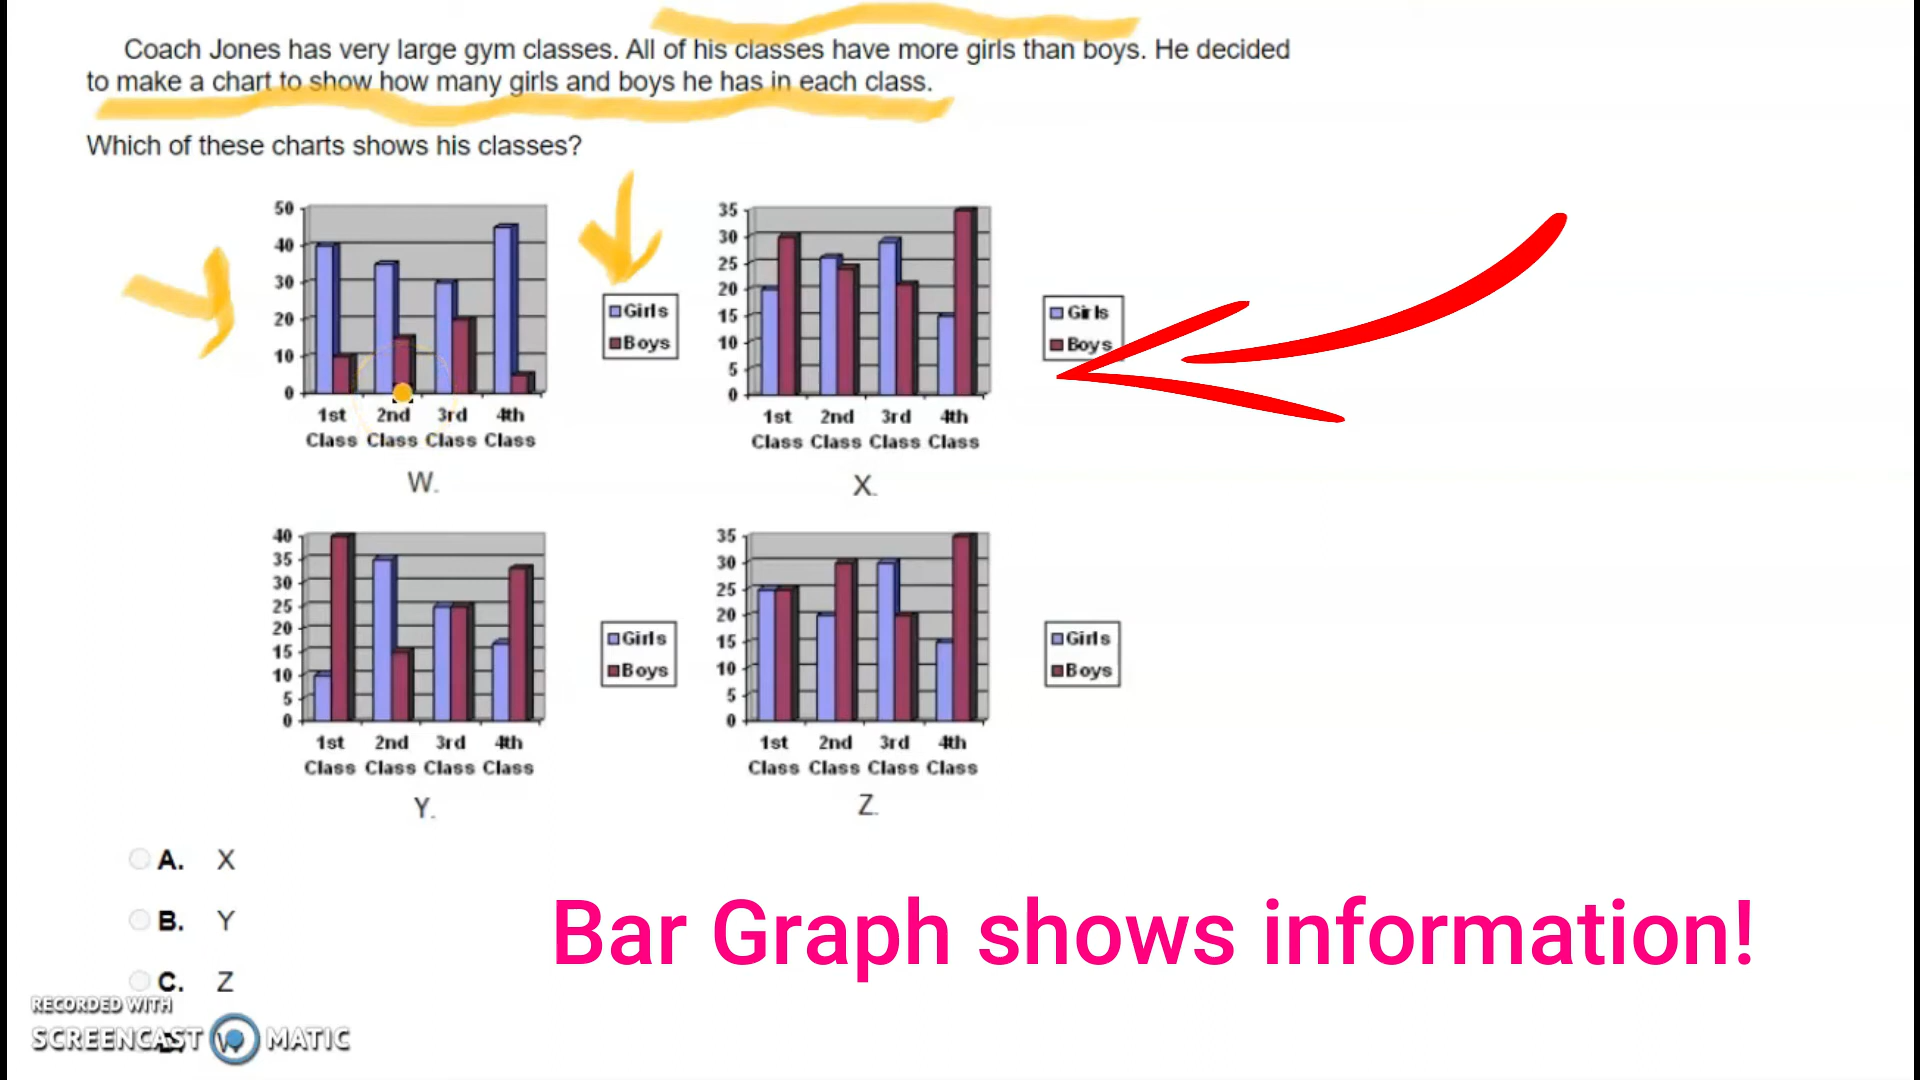 Coach Jones has very large gym classes. All of his classes have more girls than boys. He decided
to make a chart to show how many girls and boys he has in each class.
Which of these charts shows his classes?
50
40
30
20
10
0
1st 2nd 3rd 4th
Class Class Class Class
Girls
Boys
W.
35
30
25
20
15
10
5
0
1st 2nd 3rd 4th
Class Class Class Class
Girls
Boys
X.
40
35
30
25
20
15
10
5
0
1st 2nd 3rd 4th
Class Class Class Class
Girls
Boys
Y.
35
30
25
20
15
10
5
0
1st 2nd 3rd 4th
Class Class Class Class
Girls
Boys
Z.
A. X
B. Y
C. Z
Bar Graph shows information!
RECORDED WITH
SCREENCAST MATIC